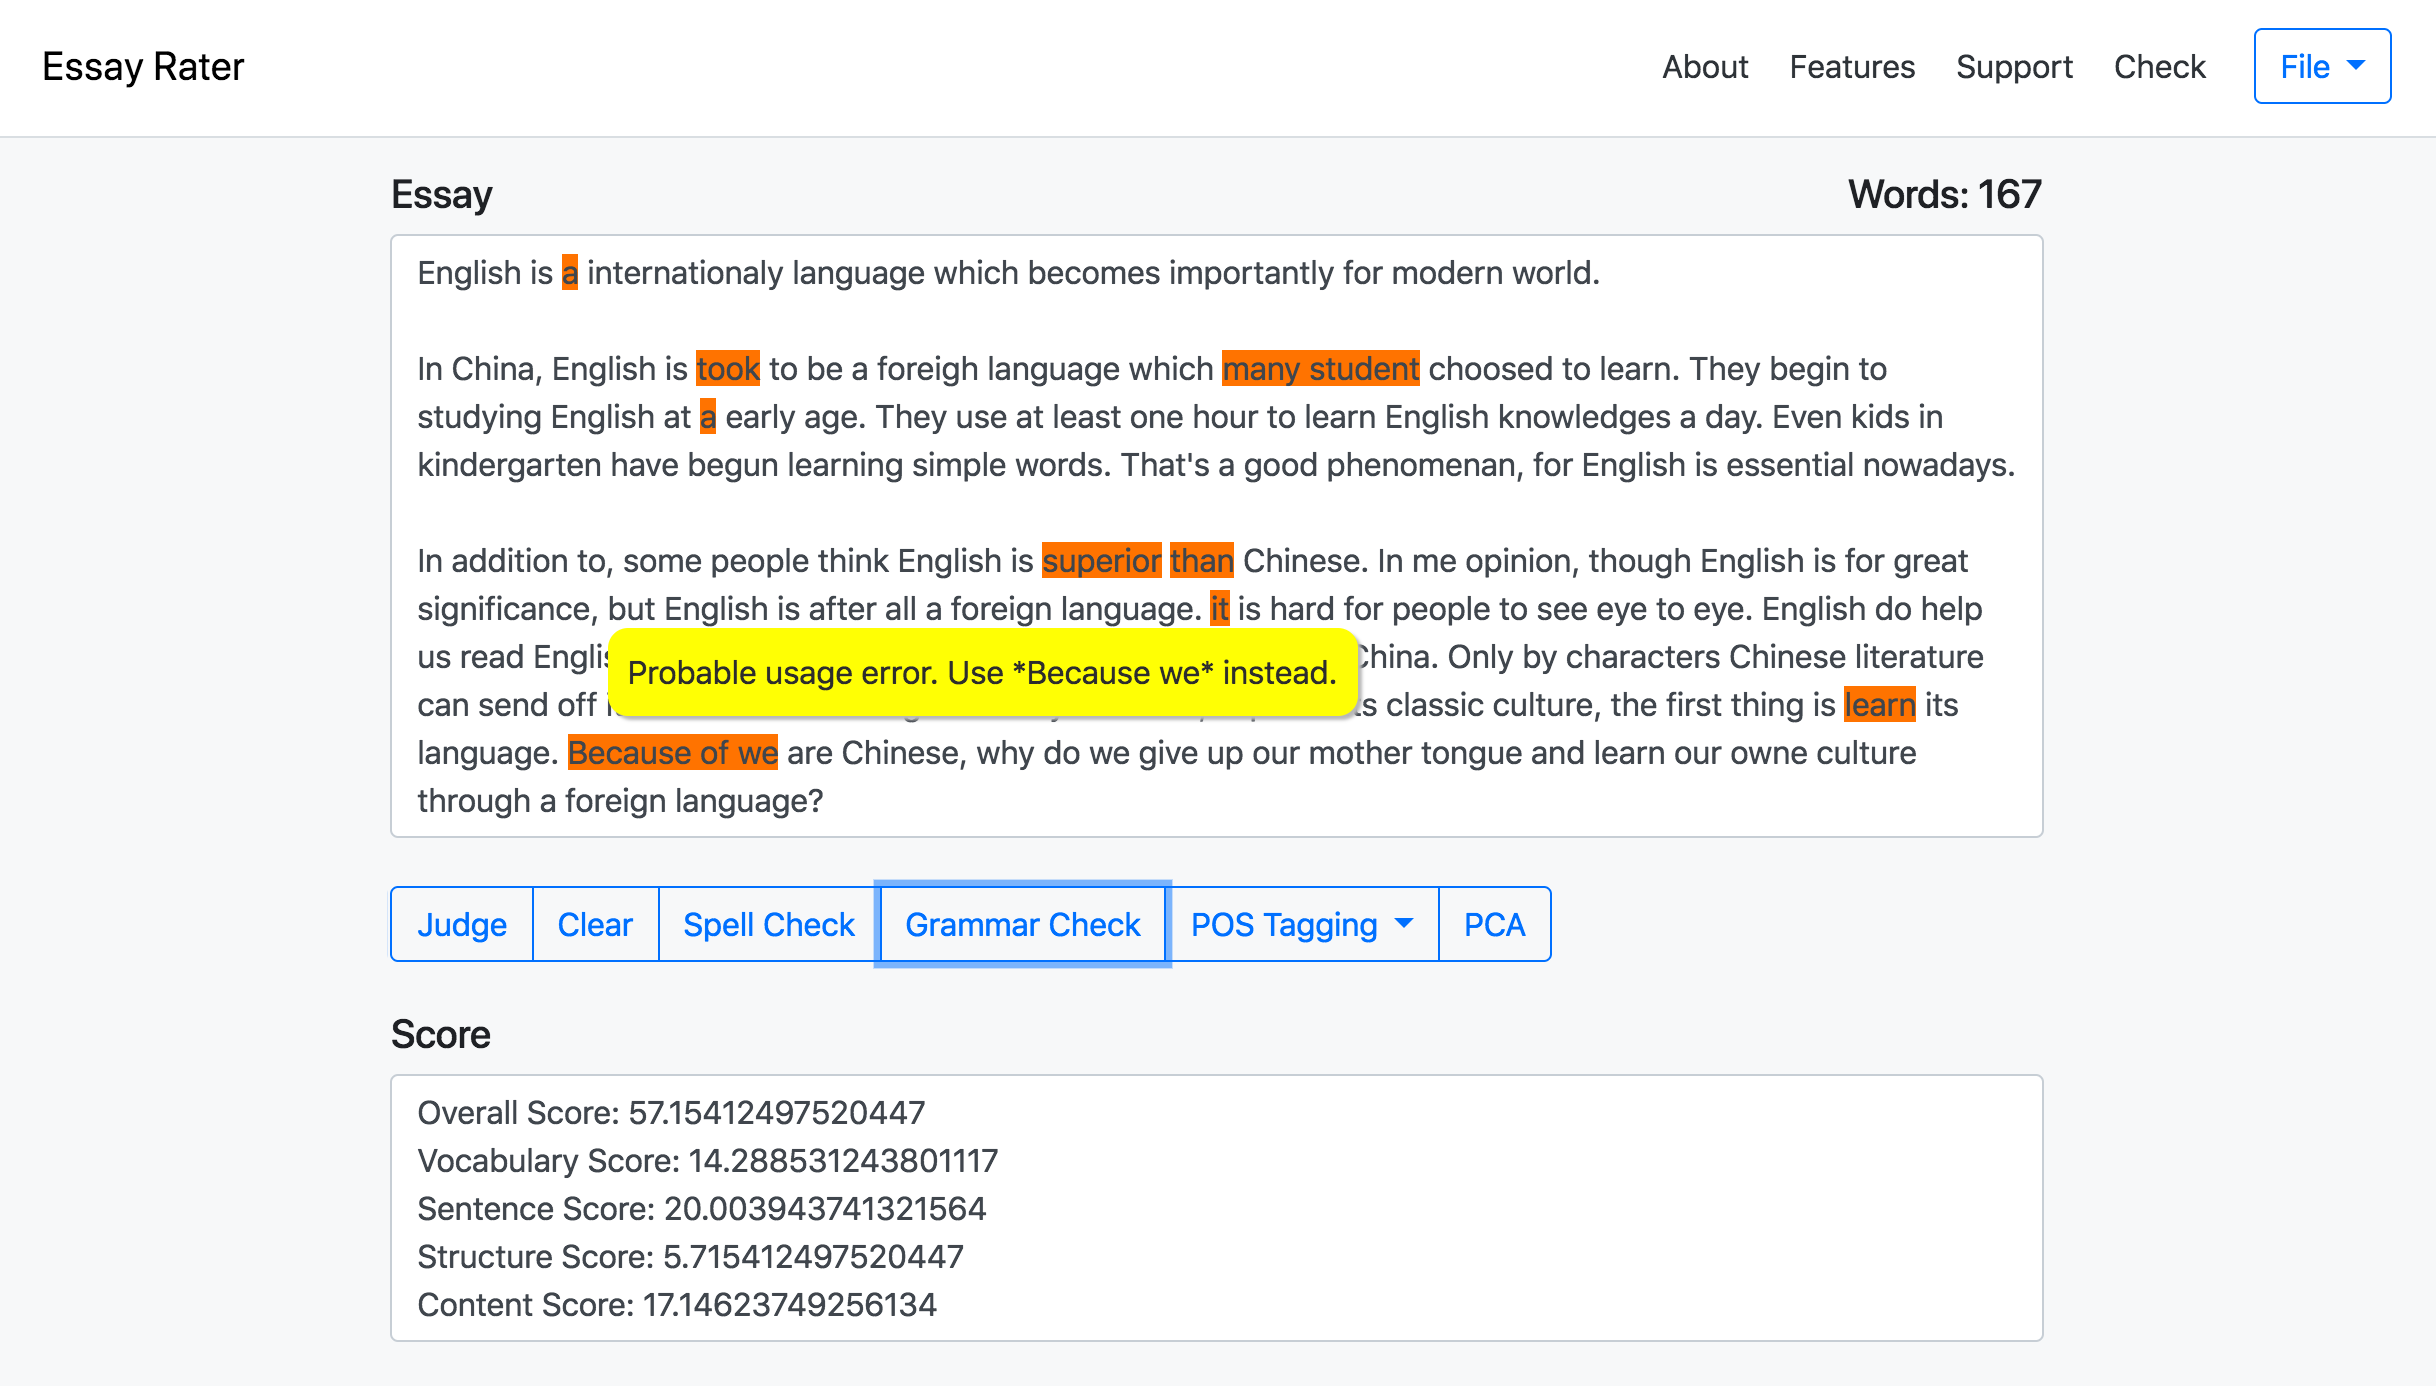 Essay Rater
About Features Support Check File
Essay Words: 167
English is a internationaly language which becomes importantly for modern world.
In China, English is took to be a foreigh language which many student choosed to learn. They begin to
studying English at a early age. They use at least one hour to learn English knowledges a day. Even kids in
kindergarten have begun learning simple words. That's a good phenomenan, for English is essential nowadays.
In addition to, some people think English is superior than Chinese. In me opinion, though English is for great
significance, but English is after all a foreign language. it is hard for people to see eye to eye. English do help
us read China. Only by characters Chinese literature
Probable usage error. Use *Because we* instead.
can send off classic culture, the first thing is learn its
language. Because of we are Chinese, why do we give up our mother tongue and learn our owne culture
through a foreign language?
Judge Clear Spell Check Grammar Check POS Tagging PCA
Score
Overall Score: 57.15412497520447
Vocabulary Score: 14.288531243801117
Sentence Score: 20.003943741321564
Structure Score: 5.715412497520447
Content Score: 17.14623749256134